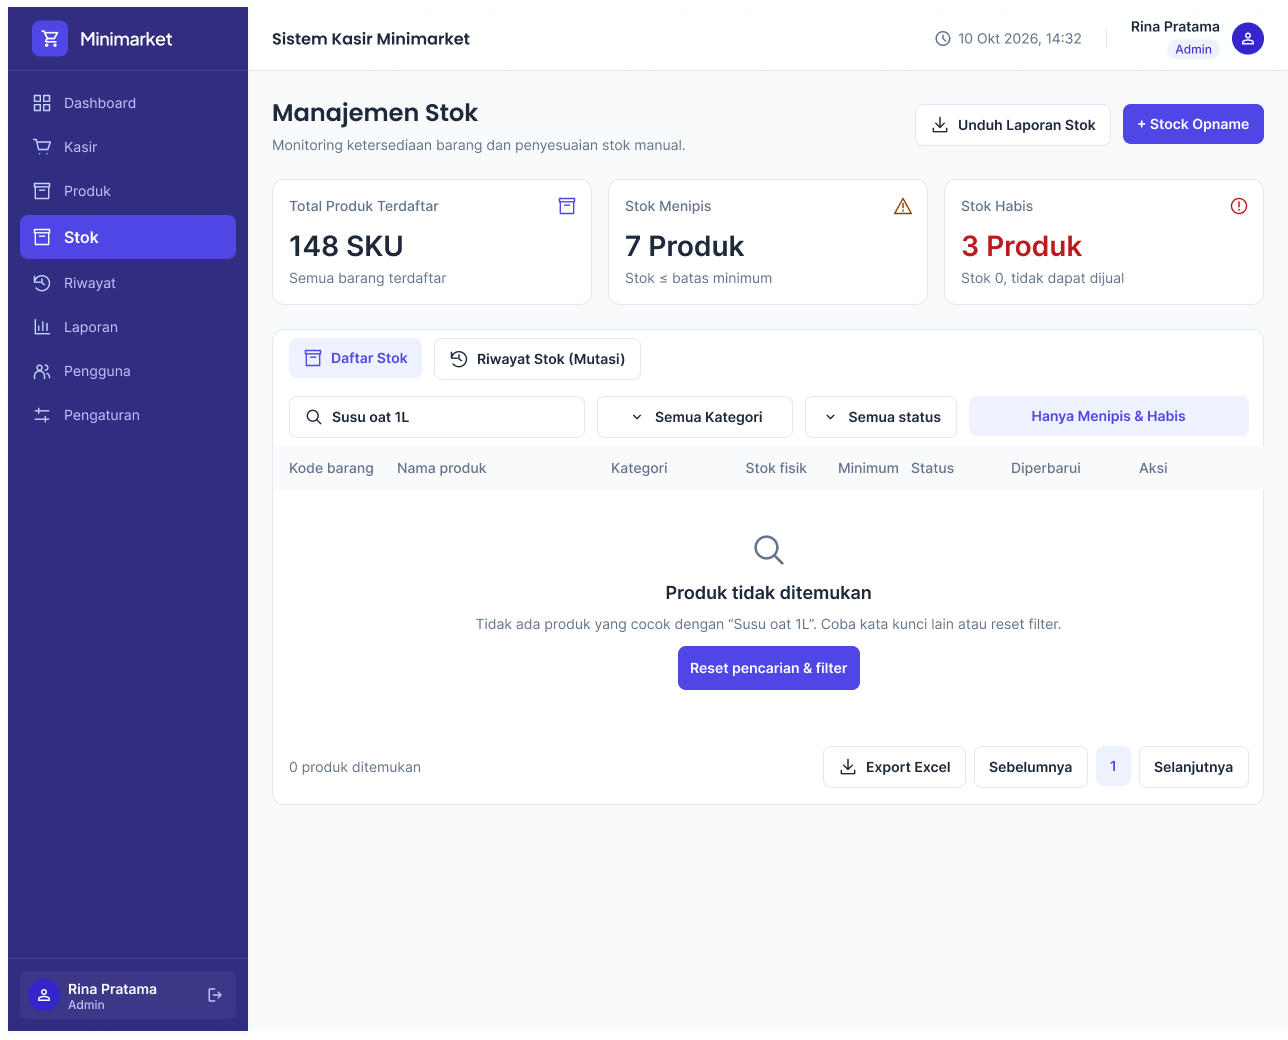 Minimarket
Sistem Kasir Minimarket
10 Okt 2026, 14:32
Rina Pratama
Admin
Dashboard
Kasir
Produk
Stok
Riwayat
Laporan
Pengguna
Pengaturan
Manajemen Stok
Monitoring ketersediaan barang dan penyesuaian stok manual.
Unduh Laporan Stok
+ Stock Opname
Total Produk Terdaftar
148 SKU
Semua barang terdaftar
Stok Menipis
7 Produk
Stok ≤ batas minimum
Stok Habis
3 Produk
Stok 0, tidak dapat dijual
Daftar Stok
Riwayat Stok (Mutasi)
Susu oat 1L
Semua Kategori
Semua status
Hanya Menipis & Habis
Kode barang Nama produk Kategori Stok fisik Minimum Status Diperbarui Aksi
Produk tidak ditemukan
Tidak ada produk yang cocok dengan “Susu oat 1L”. Coba kata kunci lain atau reset filter.
Reset pencarian & filter
0 produk ditemukan
Export Excel
Sebelumnya
1
Selanjutnya
Rina Pratama
Admin